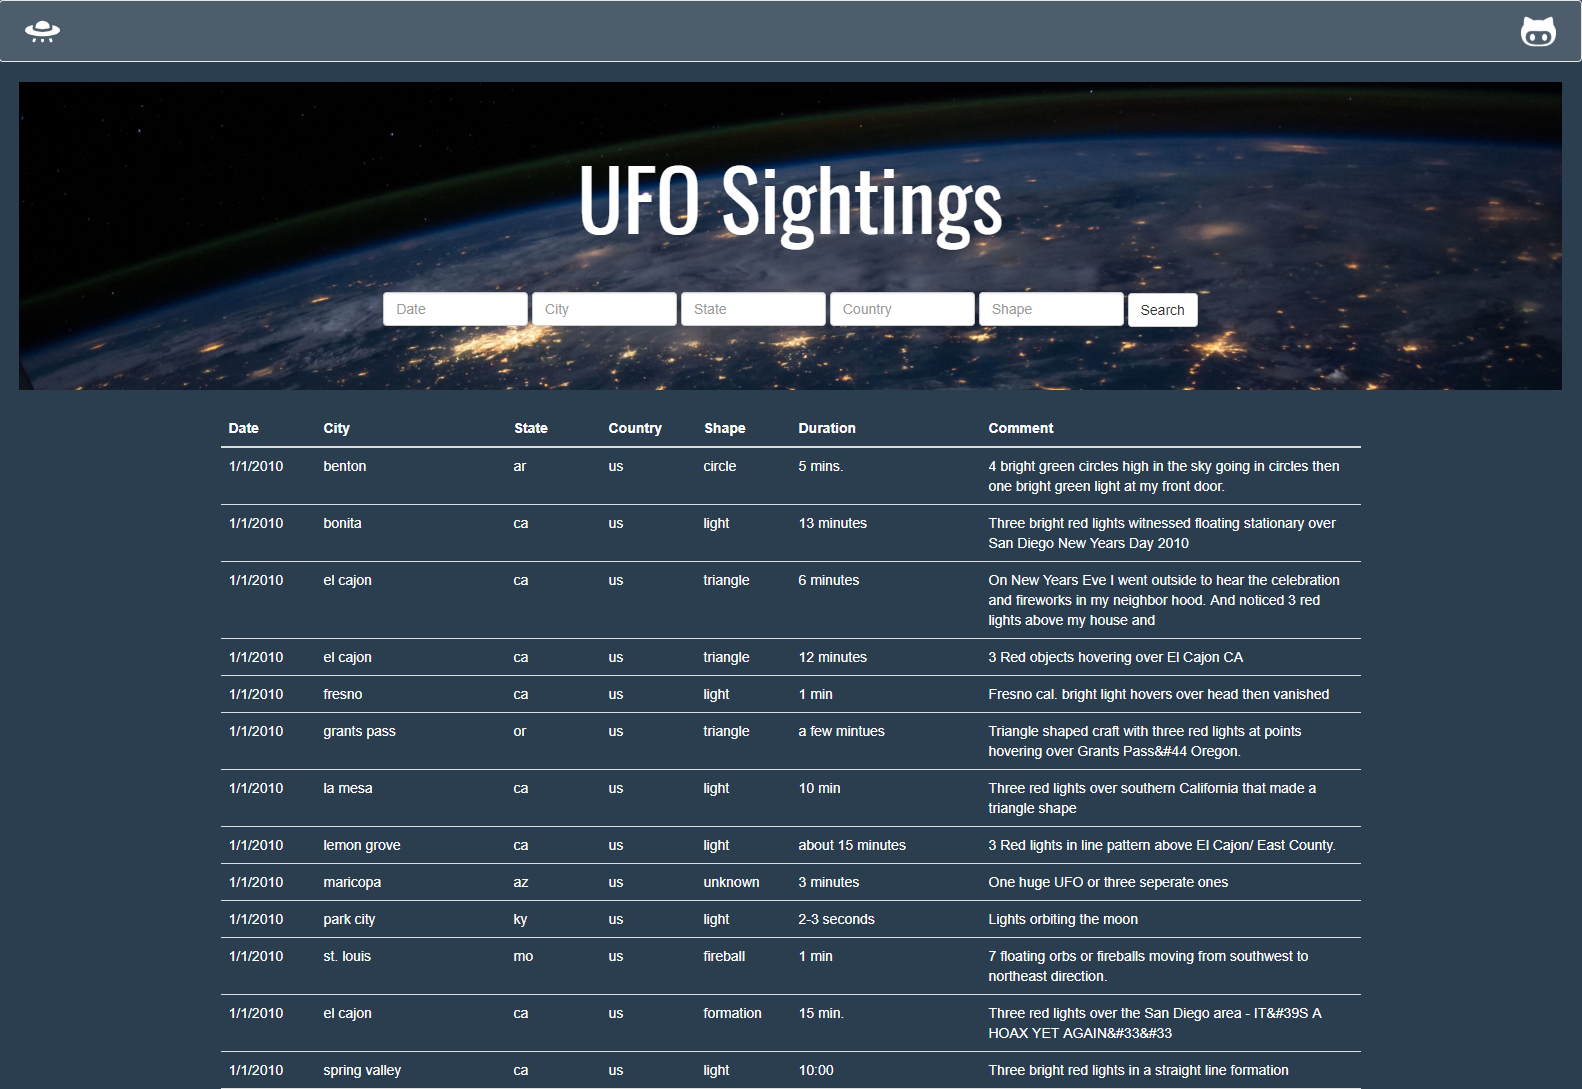 UFO Sightings
Date City State Country Shape Search
Date City State Country Shape Duration Comment
1/1/2010 benton ar us circle 5 mins. 4 bright green circles high in the sky going in circles then
one bright green light at my front door.
1/1/2010 bonita ca us light 13 minutes Three bright red lights witnessed floating stationary over
San Diego New Years Day 2010
1/1/2010 el cajon ca us triangle 6 minutes On New Years Eve I went outside to hear the celebration
and fireworks in my neighbor hood. And noticed 3 red
lights above my house and
1/1/2010 el cajon ca us triangle 12 minutes 3 Red objects hovering over El Cajon CA
1/1/2010 fresno ca us light 1 min Fresno cal. bright light hovers over head then vanished
1/1/2010 grants pass or us triangle a few mintues Triangle shaped craft with three red lights at points
hovering over Grants Pass&#44 Oregon.
1/1/2010 la mesa ca us light 10 min Three red lights over southern California that made a
triangle shape
1/1/2010 lemon grove ca us light about 15 minutes 3 Red lights in line pattern above El Cajon/ East County.
1/1/2010 maricopa az us unknown 3 minutes One huge UFO or three seperate ones
1/1/2010 park city ky us light 2-3 seconds Lights orbiting the moon
1/1/2010 st. louis mo us fireball 1 min 7 floating orbs or fireballs moving from southwest to
northeast direction.
1/1/2010 el cajon ca us formation 15 min. Three red lights over the San Diego area - IT&#39S A
HOAX YET AGAIN&#33&#33
1/1/2010 spring valley ca us light 10:00 Three bright red lights in a straight line formation